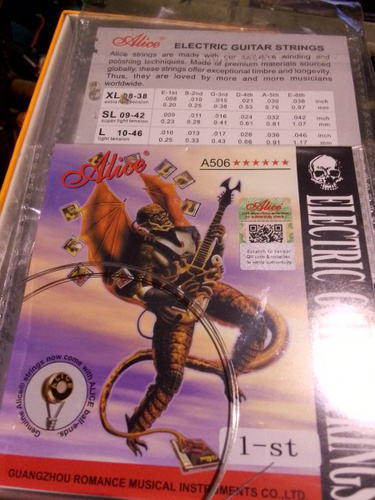 Alice® ELECTRIC GUITAR STRINGS
Alice strings are made with our winding and
polishing techniques. Made of premium materials sourced
globally, these strings offer exceptional timbre and longevity.
Thus, they are loved by more and more musicians
worldwide.
E-1st B-2nd G-3rd D-4th A-5th E-6th
XL 08-38 .008 .010 .015 .021 .030 .038 inch
extra light tension 0.20 0.25 0.38 0.53 0.76 0.97 mm
SL 09-42 .009 .011 .016 .024 .032 .042 inch
super light tension 0.23 0.28 0.41 0.61 0.81 1.07 mm
L 10-46 .010 .013 .017 .026 .036 .046 inch
0.25 0.33 0.43 0.66 0.91 1.17 mm
Alice®
A506 ★★★★★★
Alice
ELECTRIC
Genuine Alice® strings now come with ALICE ball-ends.
1-st
GUANGZHOU ROMANCE MUSICAL INSTRUMENTS CO.,LTD